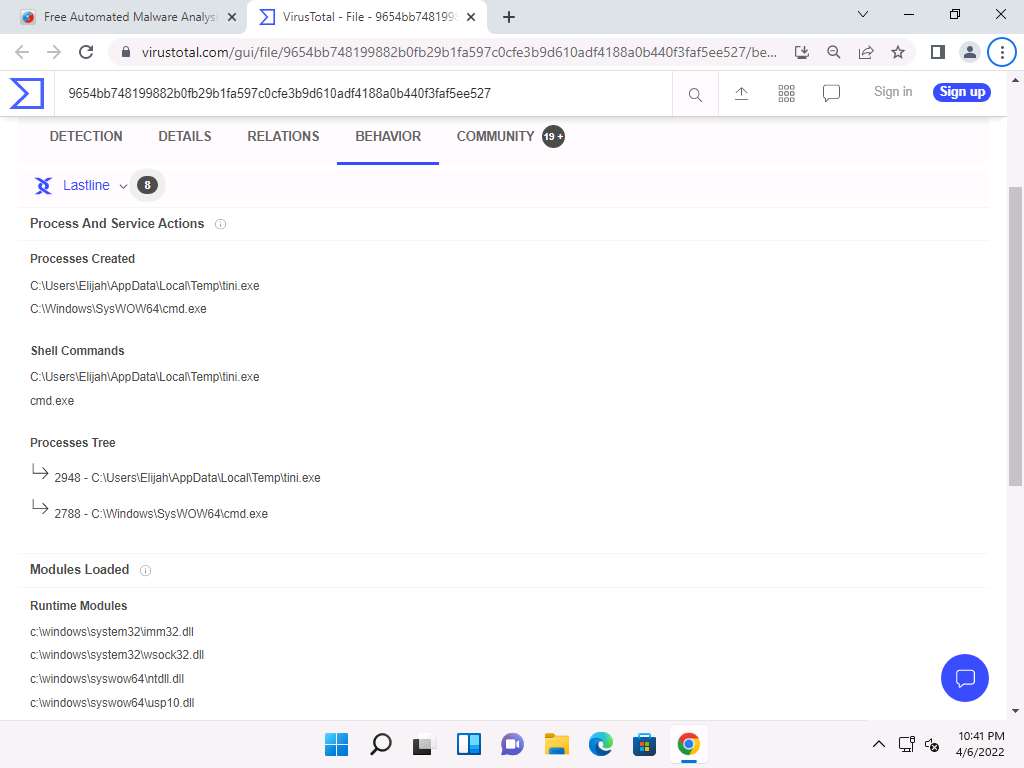 Free Automated Malware Analysi
VirusTotal - File - 9654bb7481998
virustotal.com/gui/file/9654bb748199882b0fb29b1fa597c0cfe3b9d610adf4188a0b440f3faf5ee527/be...
9654bb748199882b0fb29b1fa597c0cfe3b9d610adf4188a0b440f3faf5ee527
Sign in
Sign up
DETECTION
DETAILS
RELATIONS
BEHAVIOR
COMMUNITY
19 +
Lastline
8
Process And Service Actions
Processes Created
C:\Users\Elijah\AppData\Local\Temp\tini.exe
C:\Windows\SysWOW64\cmd.exe
Shell Commands
C:\Users\Elijah\AppData\Local\Temp\tini.exe
cmd.exe
Processes Tree
2948 - C:\Users\Elijah\AppData\Local\Temp\tini.exe
2788 - C:\Windows\SysWOW64\cmd.exe
Modules Loaded
Runtime Modules
c:\windows\system32\imm32.dll
c:\windows\system32\wsock32.dll
c:\windows\syswow64\ntdll.dll
c:\windows\syswow64\usp10.dll
10:41 PM
4/6/2022